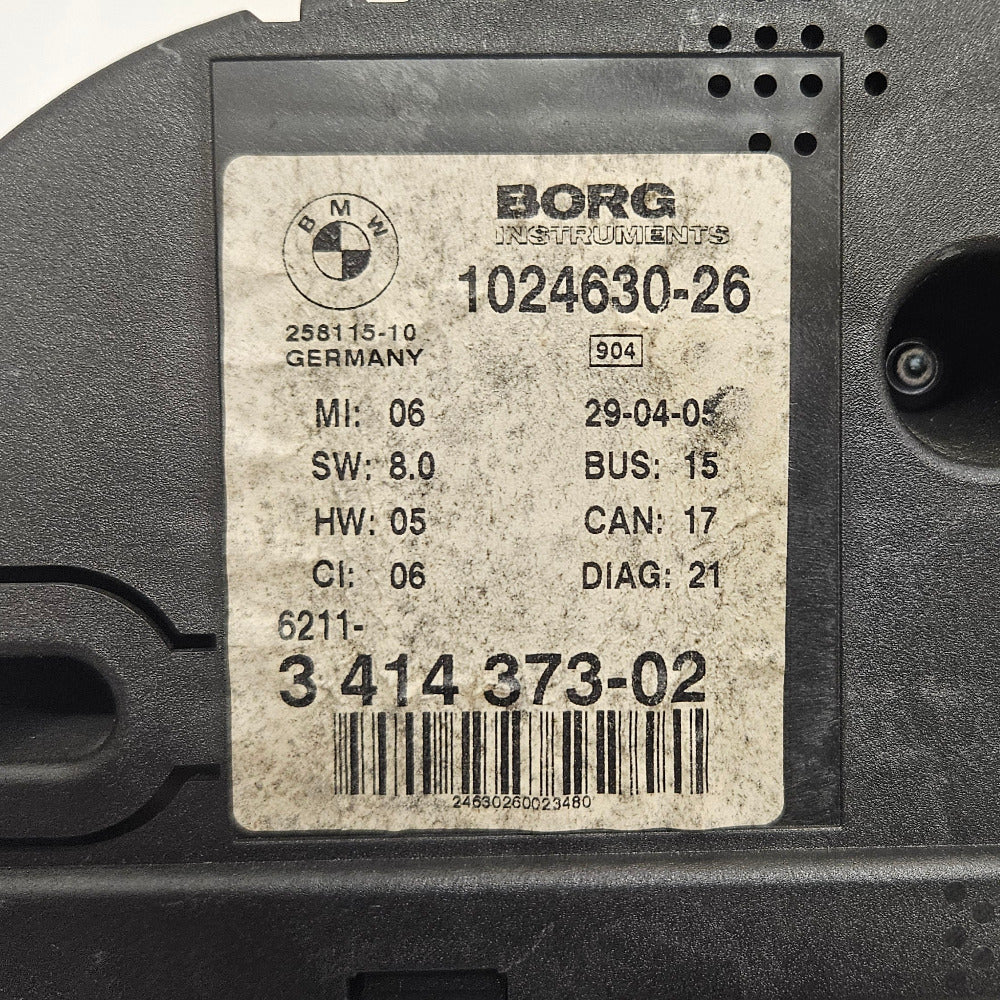 BMW
BORG
INSTRUMENTS
1024630-26
258115-10
GERMANY
904
MI: 06
29-04-05
SW: 8.0
BUS: 15
HW: 05
CAN: 17
CI: 06
DIAG: 21
6211-
3 414 373-02
24630260023480